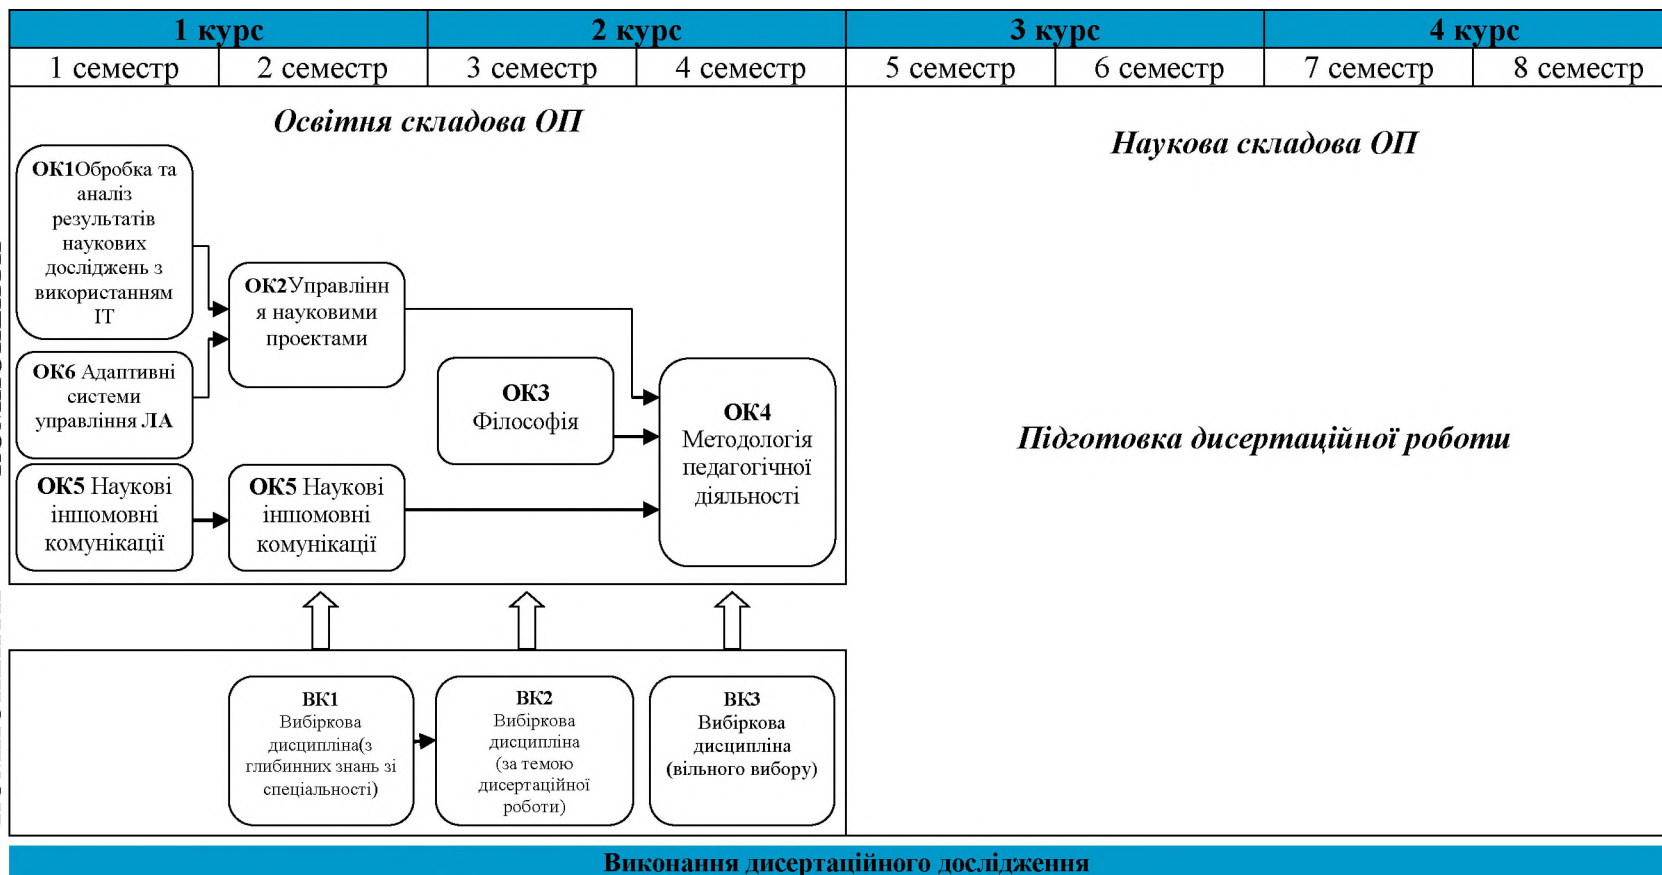 1 курс
2 курс
3 курс
4 курс
1 семестр
2 семестр
3 семестр
4 семестр
5 семестр
6 семестр
7 семестр
8 семестр
Освітня складова ОП
Наукова складова ОП
ОК1Обробка та
аналіз
результатів
наукових
досліджень з
використанням
ІТ
ОК2Управлінн
я науковими
проектами
ОК6 Адаптивні
системи
управління ЛА
ОК3
Філософія
ОК4
Методологія
педагогічної
діяльності
Підготовка дисертаційної роботи
ОК5 Наукові
іншомовні
комунікації
ОК5 Наукові
іншомовні
комунікації
ВК1
Вибіркова
дисципліна(з
глибинних знань зі
спеціальності)
ВК2
Вибіркова
дисципліна
(за темою
дисертаційної
роботи)
ВК3
Вибіркова
дисципліна
(вільного вибору)
Виконання дисертаційного дослідження